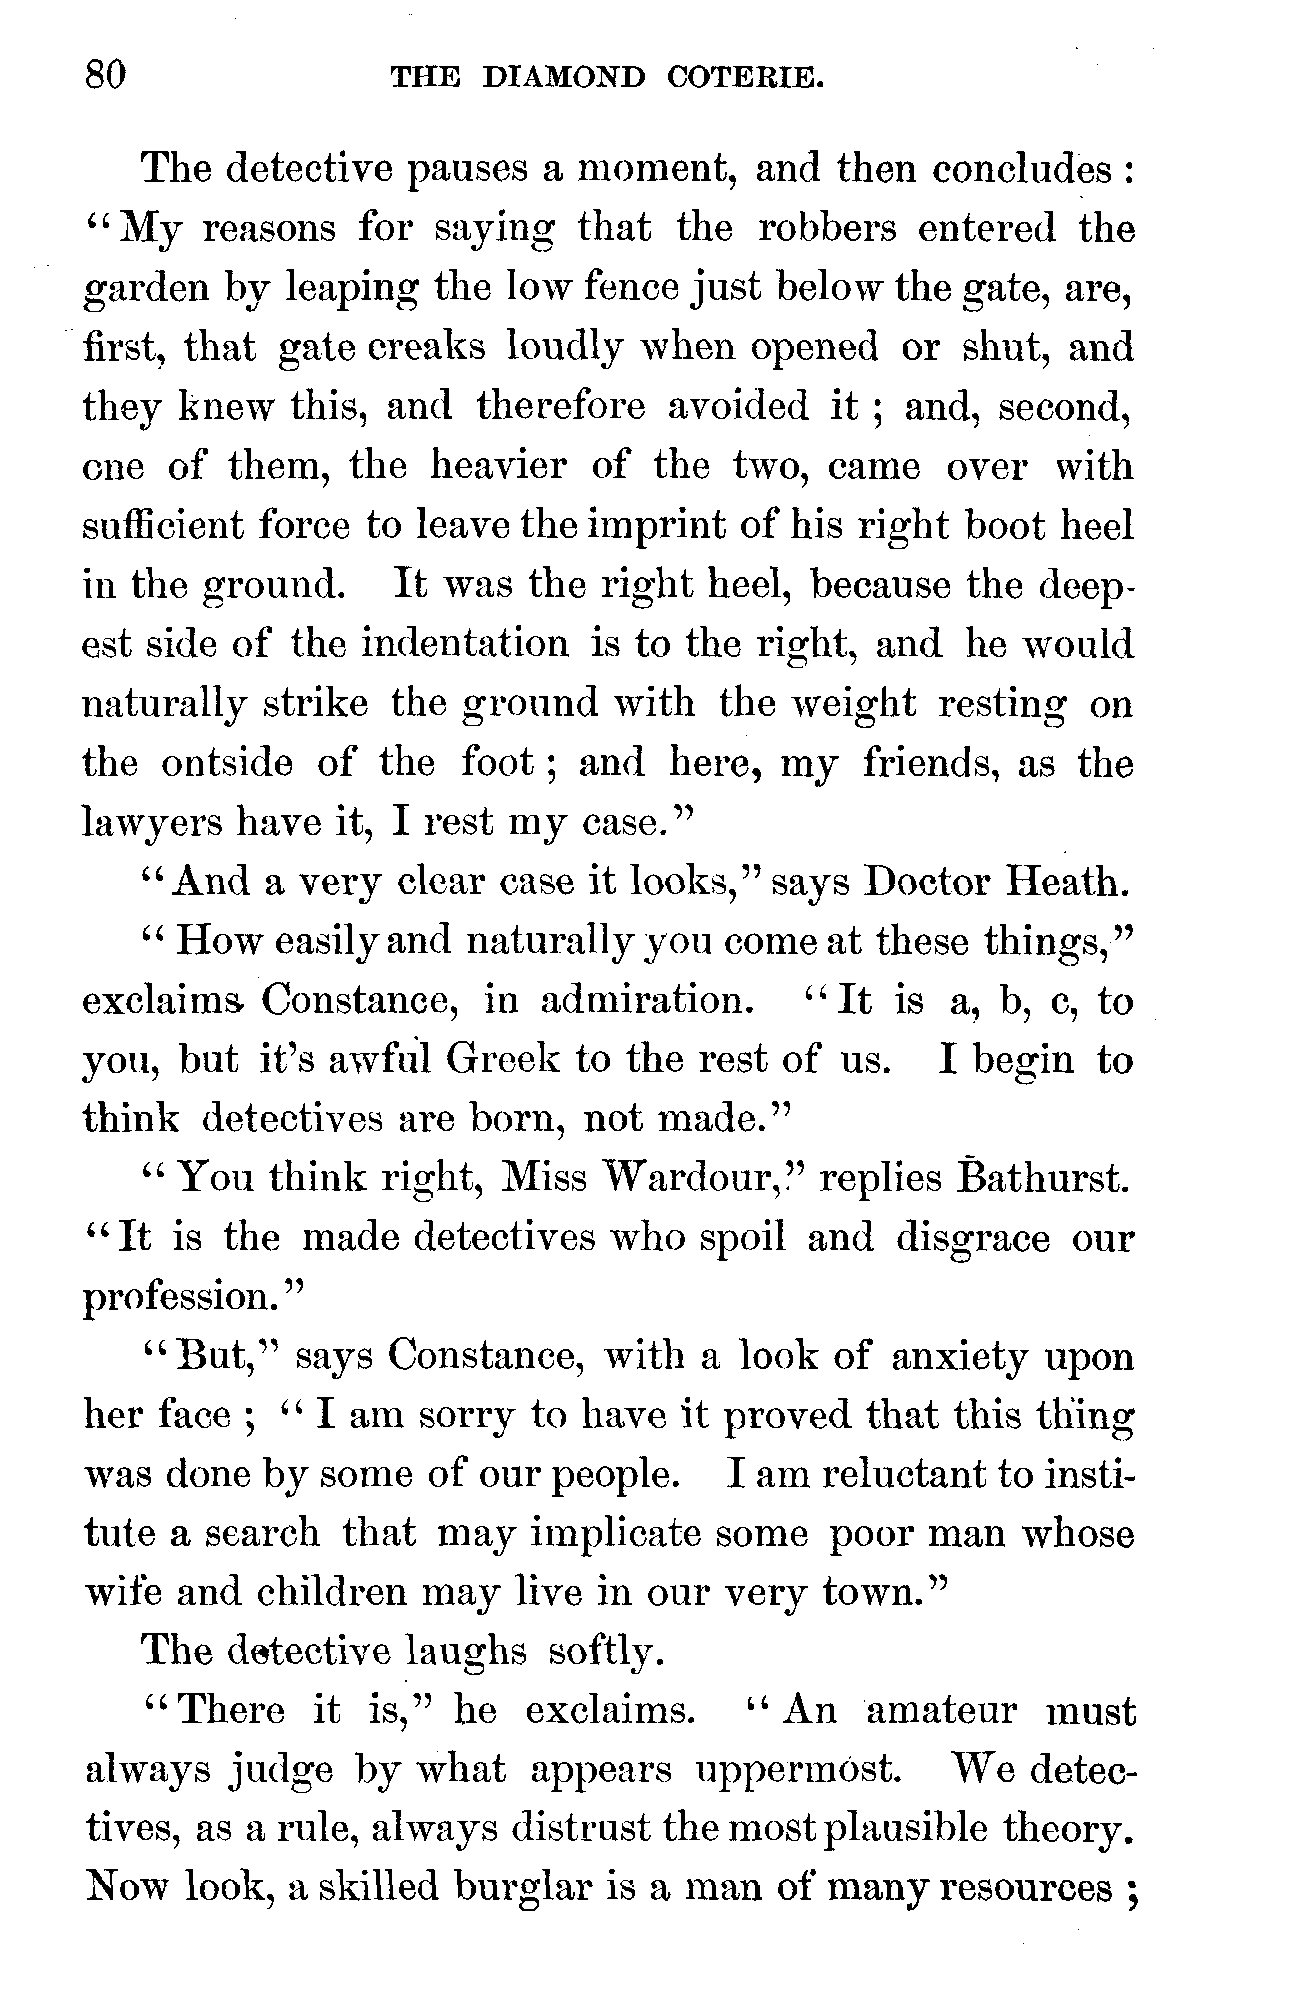 80 THE DIAMOND COTERIE.
The detective pauses a moment, and then concludes :
“My reasons for saying that the robbers entered the
garden by leaping the low fence just below the gate, are,
first, that gate creaks loudly when opened or shut, and
they knew this, and therefore avoided it ; and, second,
one of them, the heavier of the two, came over with
sufficient force to leave the imprint of his right boot heel
in the ground. It was the right heel, because the deep-
est side of the indentation is to the right, and he would
naturally strike the ground with the weight resting on
the ontside of the foot ; and here, my friends, as the
lawyers have it, I rest my case.”
“And a very clear case it looks,” says Doctor Heath.
“How easily and naturally you come at these things,”
exclaims Constance, in admiration. “It is a, b, c, to
you, but it’s awful Greek to the rest of us. I begin to
think detectives are born, not made.”
“You think right, Miss Wardour,” replies Bathurst.
“It is the made detectives who spoil and disgrace our
profession.”
“But,” says Constance, with a look of anxiety upon
her face ; “I am sorry to have it proved that this thing
was done by some of our people. I am reluctant to insti-
tute a search that may implicate some poor man whose
wife and children may live in our very town.”
The detective laughs softly.
“There it is,” he exclaims. “An amateur must
always judge by what appears uppermost. We detec-
tives, as a rule, always distrust the most plausible theory.
Now look, a skilled burglar is a man of many resources ;